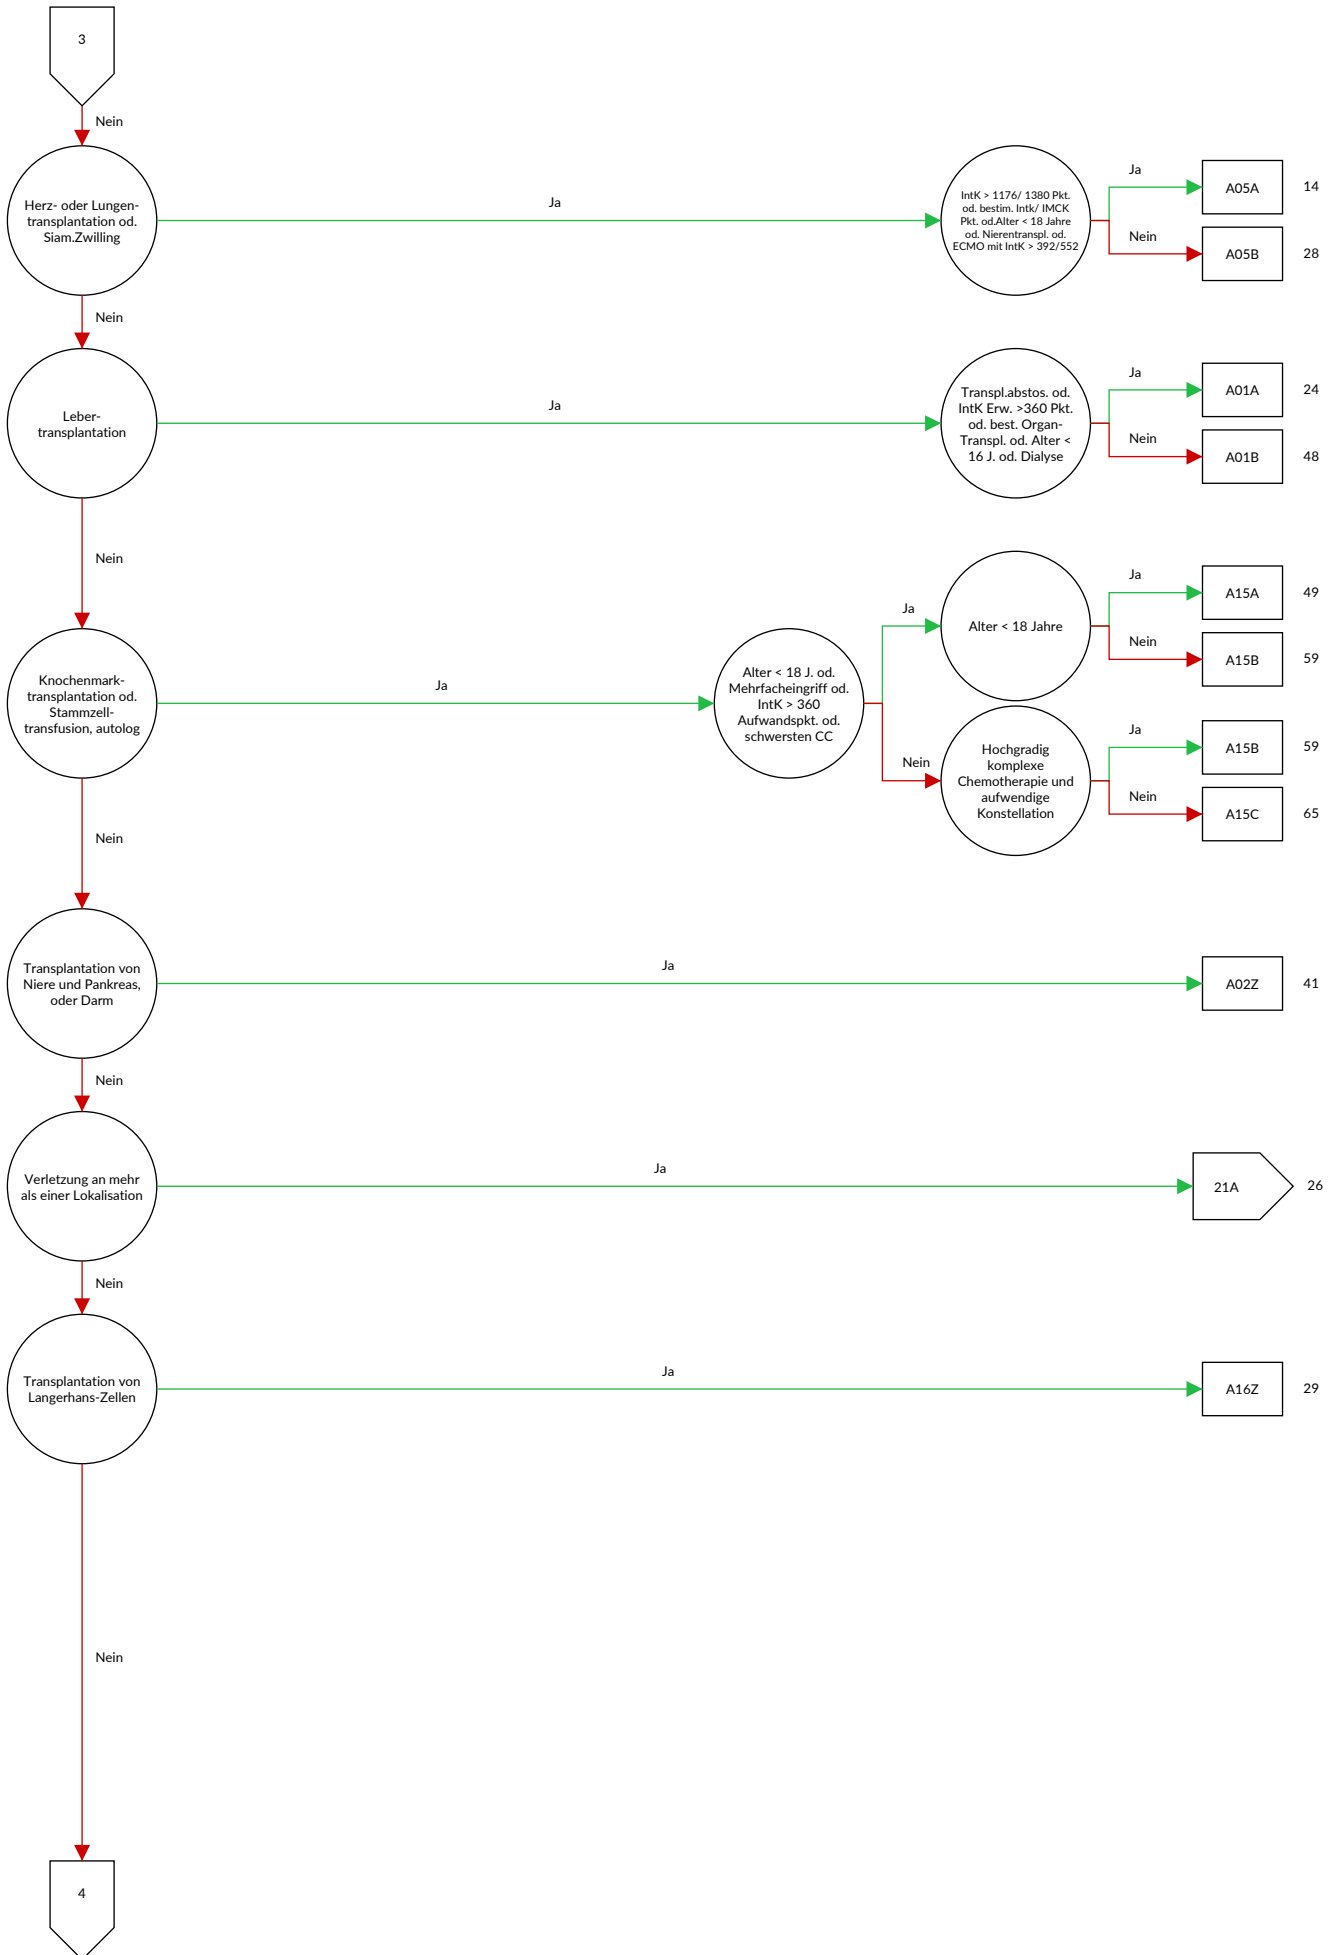 3
Nein
Herz- oder Lungen-
transplantation od.
Siam.Zwilling
Ja
IntK > 1176/ 1380 Pkt.
od. bestim. Intk/ IMCK
Pkt. od.Alter < 18 Jahre
od. Nierentranspl. od.
ECMO mit IntK > 392/552
Ja
A05A
14
Nein
A05B
28
Nein
Leber-
transplantation
Ja
Transpl.abstos. od.
IntK Erw. >360 Pkt.
od. best. Organ-
Transpl. od. Alter <
16 J. od. Dialyse
Ja
A01A
24
Nein
A01B
48
Nein
Knochenmark-
transplantation od.
Stammzell-
transfusion, autolog
Ja
Alter < 18 J. od.
Mehrfacheingriff od.
IntK > 360
Aufwandspkt. od.
schwersten CC
Ja
Alter < 18 Jahre
Ja
A15A
49
Nein
A15B
59
Nein
Hochgradig
komplexe
Chemotherapie und
aufwendige
Konstellation
Ja
A15B
59
Nein
A15C
65
Nein
Transplantation von
Niere und Pankreas,
oder Darm
Ja
A02Z
41
Nein
Verletzung an mehr
als einer Lokalisation
Ja
21A
26
Nein
Transplantation von
Langerhans-Zellen
Ja
A16Z
29
Nein
4